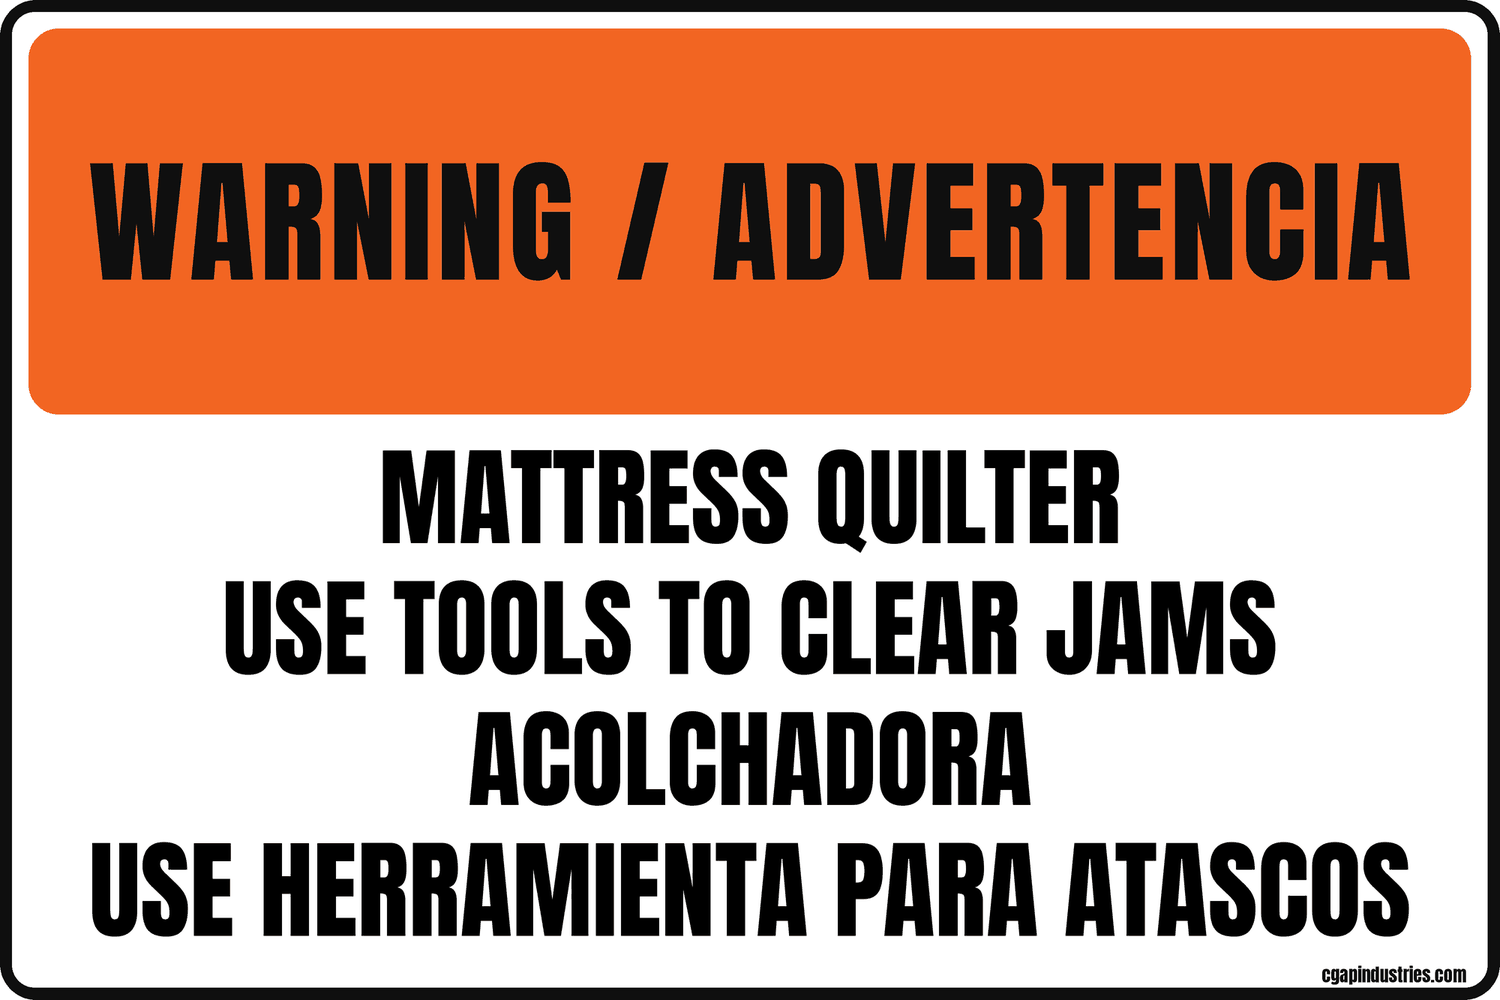 WARNING / ADVERTENCIA
MATTRESS QUILTER
USE TOOLS TO CLEAR JAMS
ACOLCHADORA
USE HERRAMIENTA PARA ATASCOS
cgapindustries.com